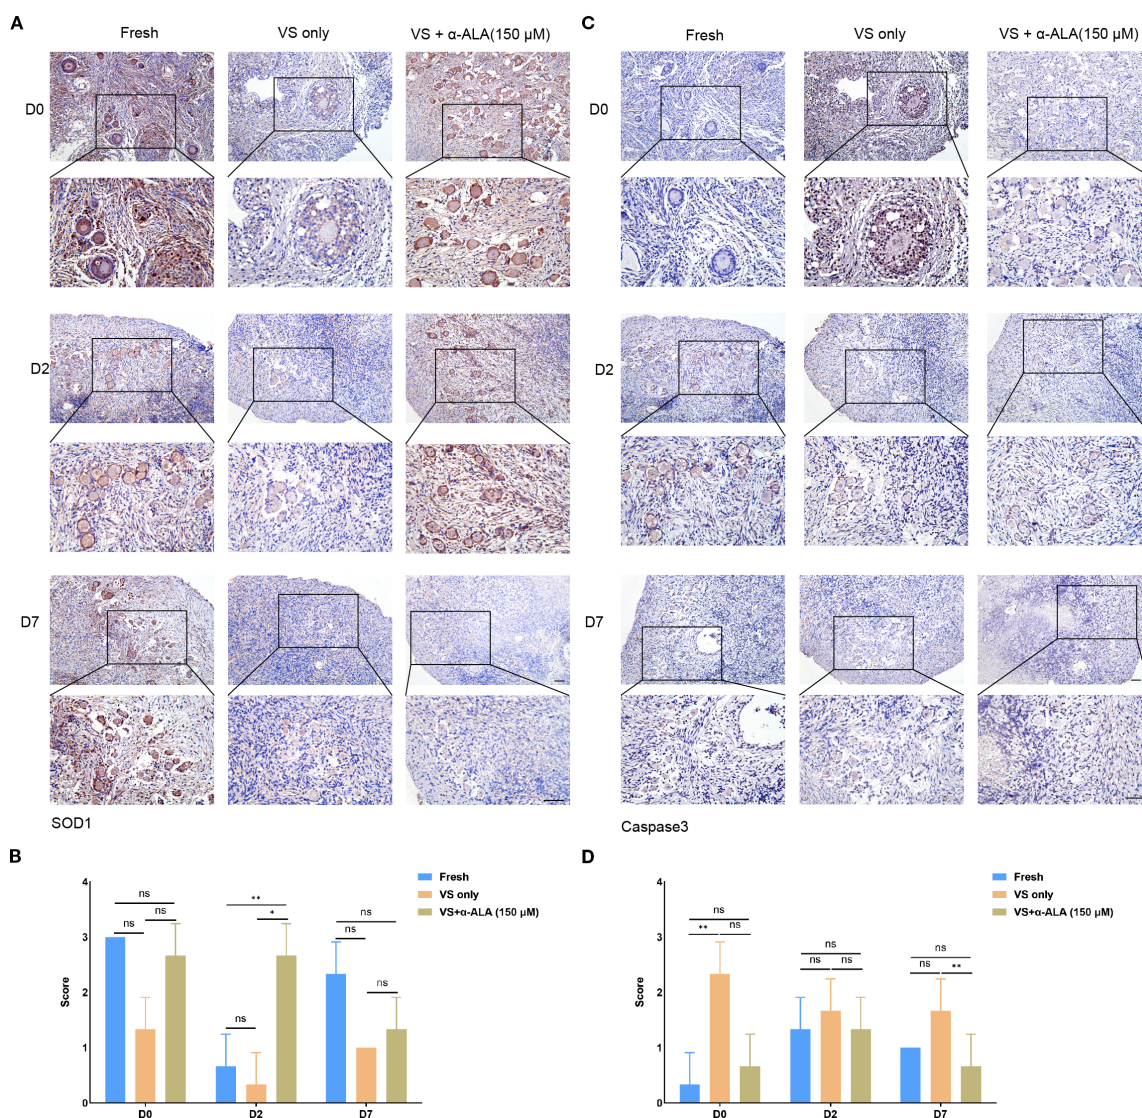 A
Fresh
VS only
VS + α-ALA(150 μM)
D0
D2
D7
SOD1
C
Fresh
VS only
VS + α-ALA(150 μM)
D0
D2
D7
Caspase3
B
Fresh
VS only
VS+α-ALA (150 μM)
Score
4
3
2
1
0
ns
ns
ns
**
*
ns
ns
ns
ns
D0
D2
D7
D
Fresh
VS only
VS+α-ALA (150 μM)
Score
4
3
2
1
0
ns
**
ns
ns
ns
ns
ns
ns
**
D0
D2
D7